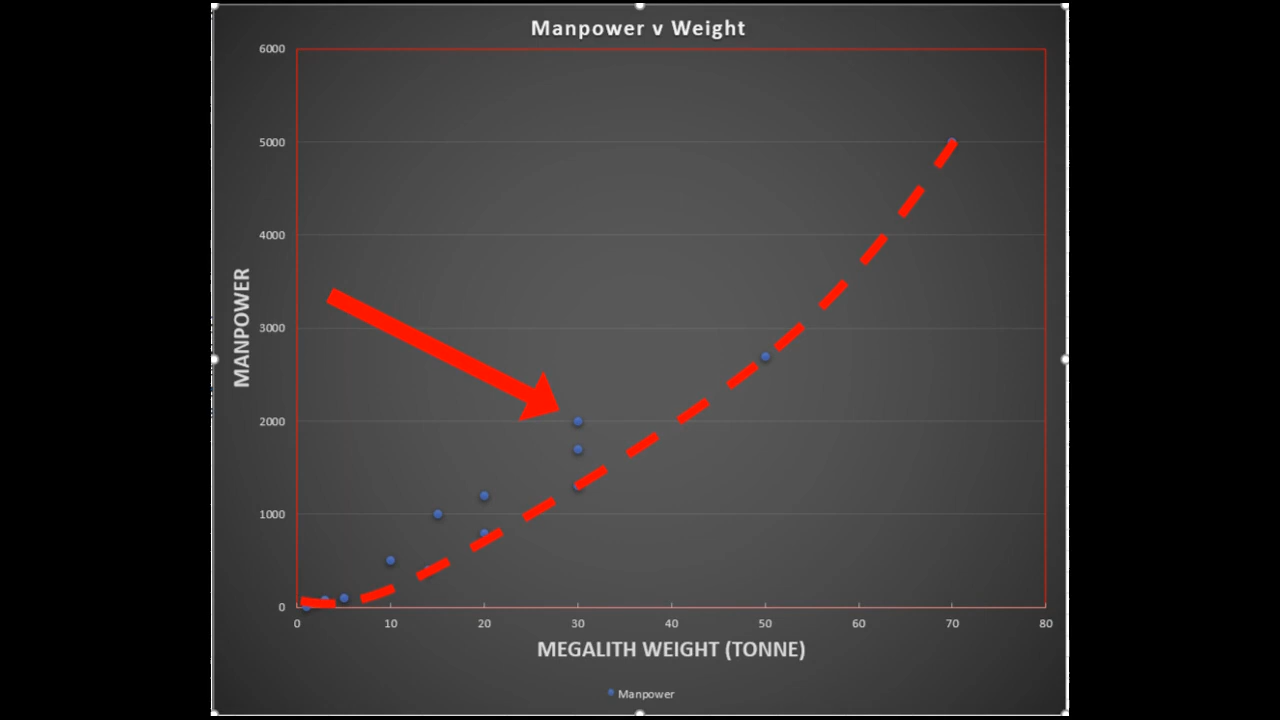 Manpower v Weight
6000
5000
4000
3000
2000
1000
0
MANPOWER
0 10 20 30 40 50 60 70 80
MEGALITH WEIGHT (TONNE)
Manpower